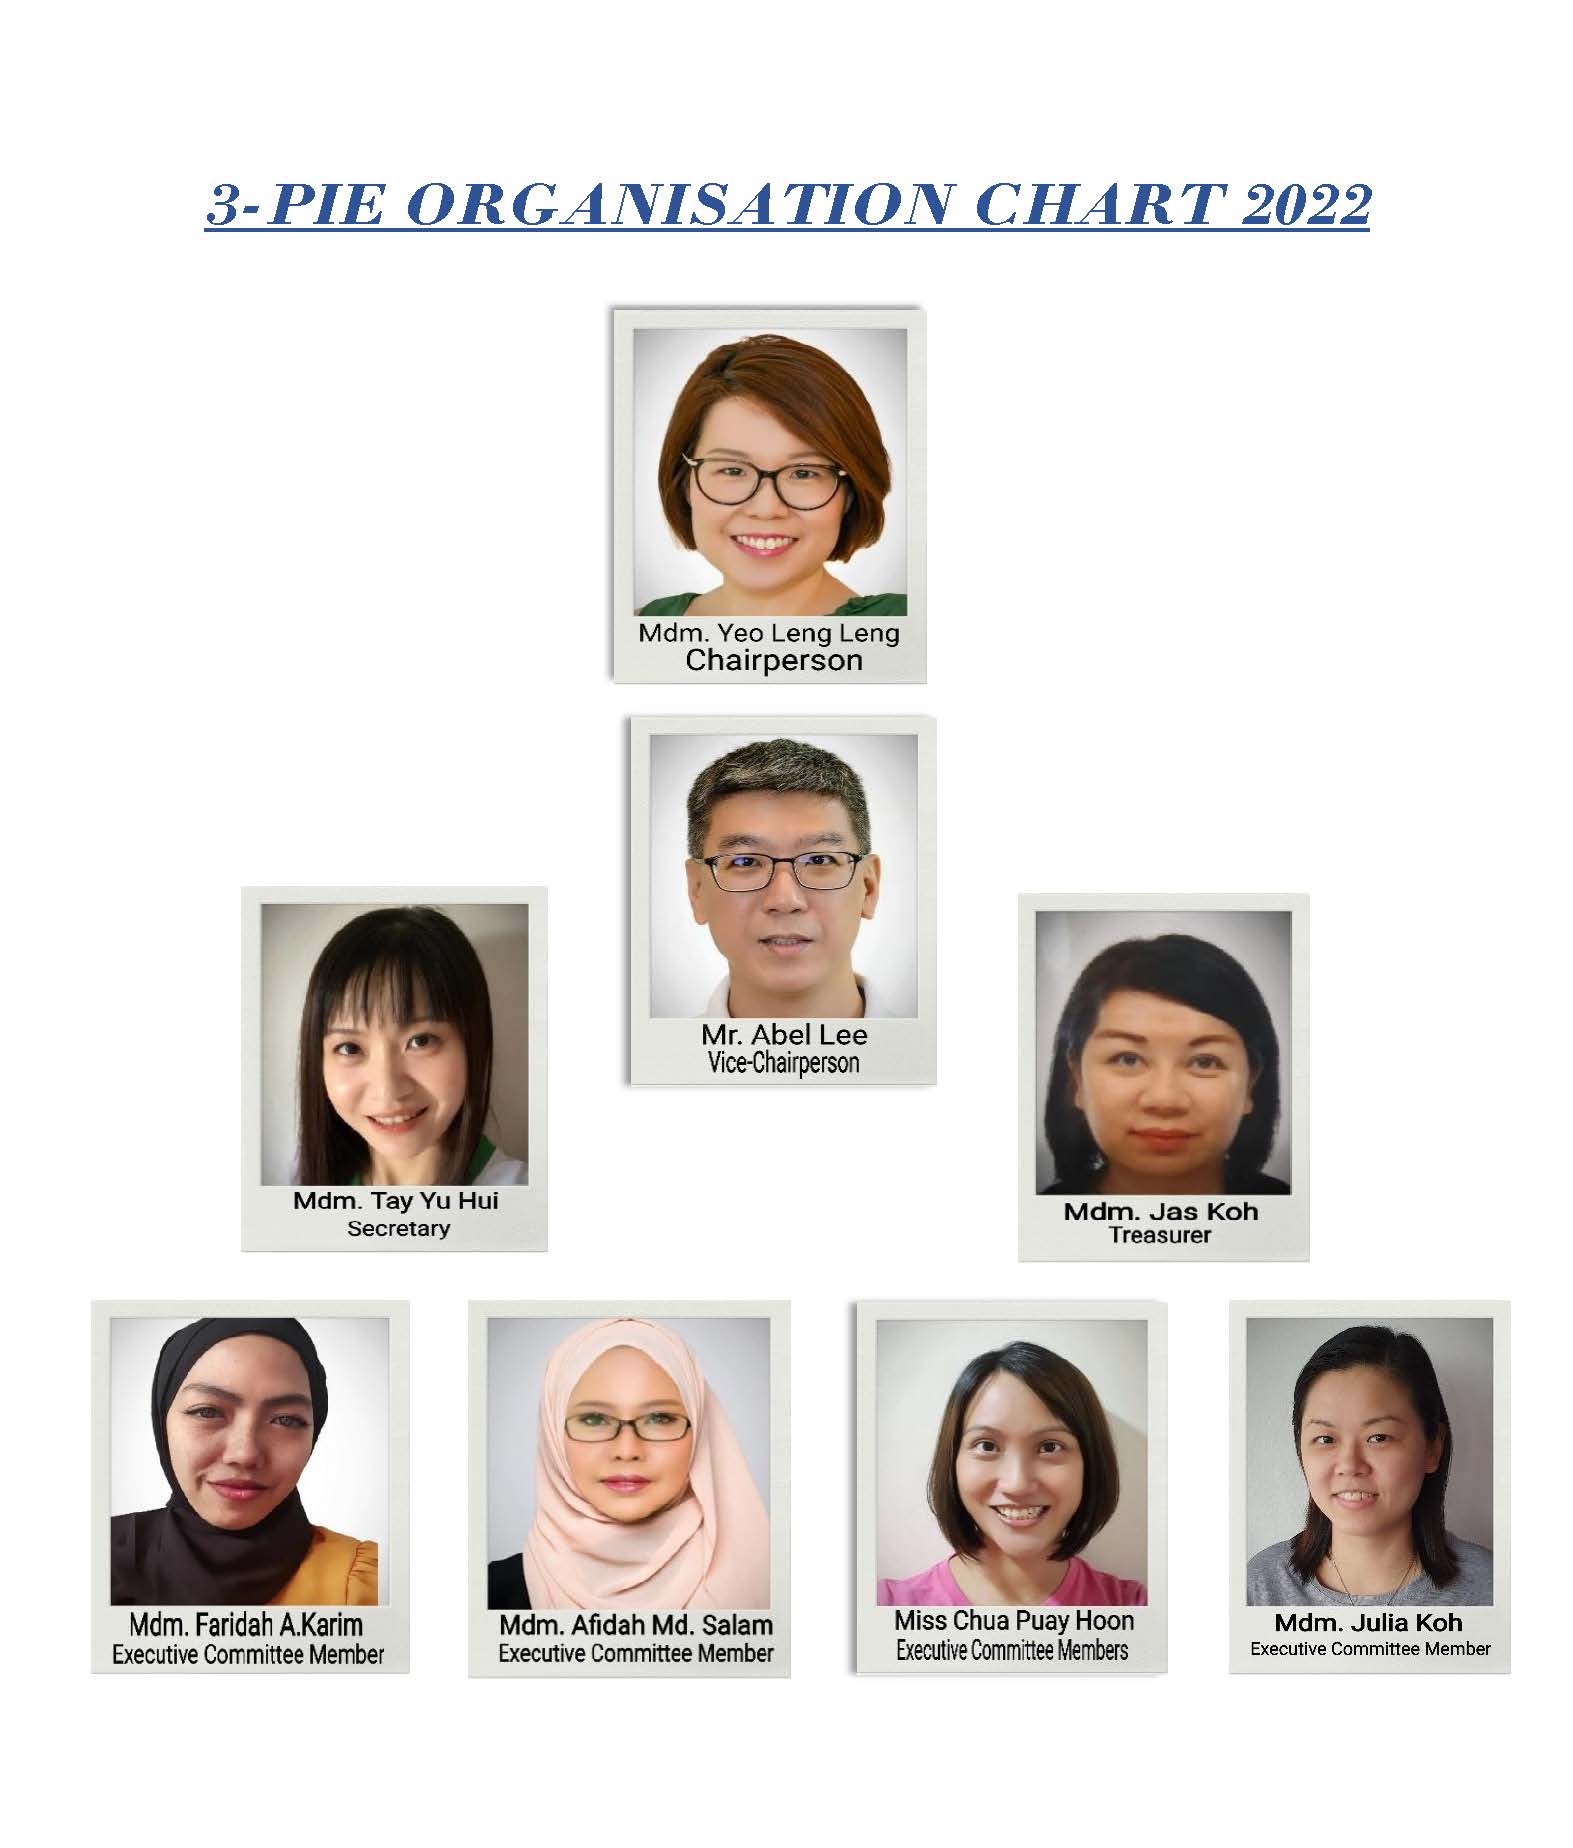 3-PIE ORGANISATION CHART 2022
Mdm. Yeo Leng Leng
Chairperson
Mr. Abel Lee
Vice-Chairperson
Mdm. Tay Yu Hui
Secretary
Mdm. Jas Koh
Treasurer
Mdm. Faridah A.Karim
Executive Committee Member
Mdm. Afidah Md. Salam
Executive Committee Member
Miss Chua Puay Hoon
Executive Committee Members
Mdm. Julia Koh
Executive Committee Member